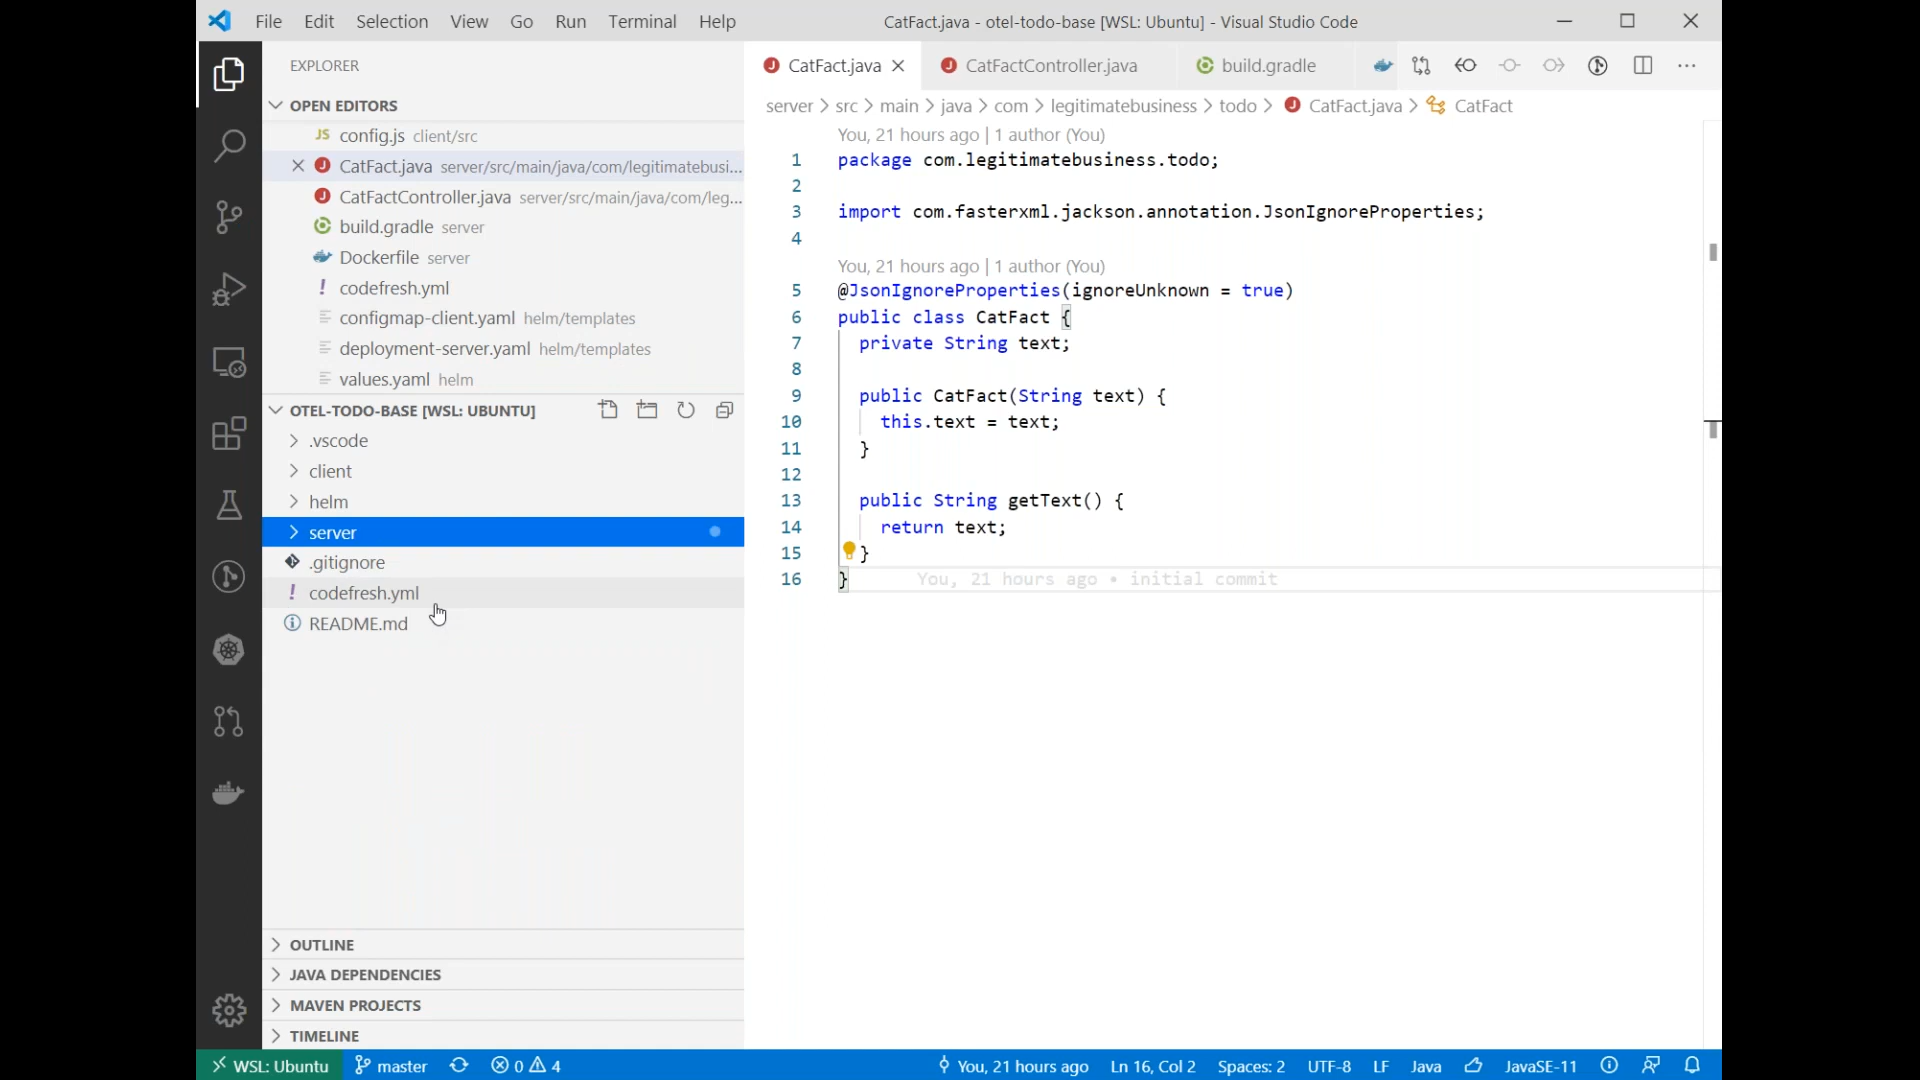 File Edit Selection View Go Run Terminal Help
CatFact.java - otel-todo-base [WSL: Ubuntu] - Visual Studio Code
EXPLORER
OPEN EDITORS
JS config.js client/src
CatFact.java server/src/main/java/com/legitimatebusi...
CatFactController.java server/src/main/java/com/leg...
build.gradle server
Dockerfile server
! codefresh.yml
configmap-client.yaml helm/templates
deployment-server.yaml helm/templates
values.yaml helm
OTEL-TODO-BASE [WSL: UBUNTU]
.vscode
client
helm
server
.gitignore
! codefresh.yml
README.md
OUTLINE
JAVA DEPENDENCIES
MAVEN PROJECTS
TIMELINE
J CatFact.java
J CatFactController.java
build.gradle
server > src > main > java > com > legitimatebusiness > todo > J CatFact.java > CatFact
You, 21 hours ago | 1 author (You)
1 package com.legitimatebusiness.todo;
2
3 import com.fasterxml.jackson.annotation.JsonIgnoreProperties;
4
You, 21 hours ago | 1 author (You)
5 @JsonIgnoreProperties(ignoreUnknown = true)
6 public class CatFact {
7 private String text;
8
9 public CatFact(String text) {
10 this.text = text;
11 }
12
13 public String getText() {
14 return text;
15 }
16 } You, 21 hours ago • initial commit
WSL: Ubuntu master 0 4 You, 21 hours ago Ln 16, Col 2 Spaces: 2 UTF-8 LF Java JavaSE-11